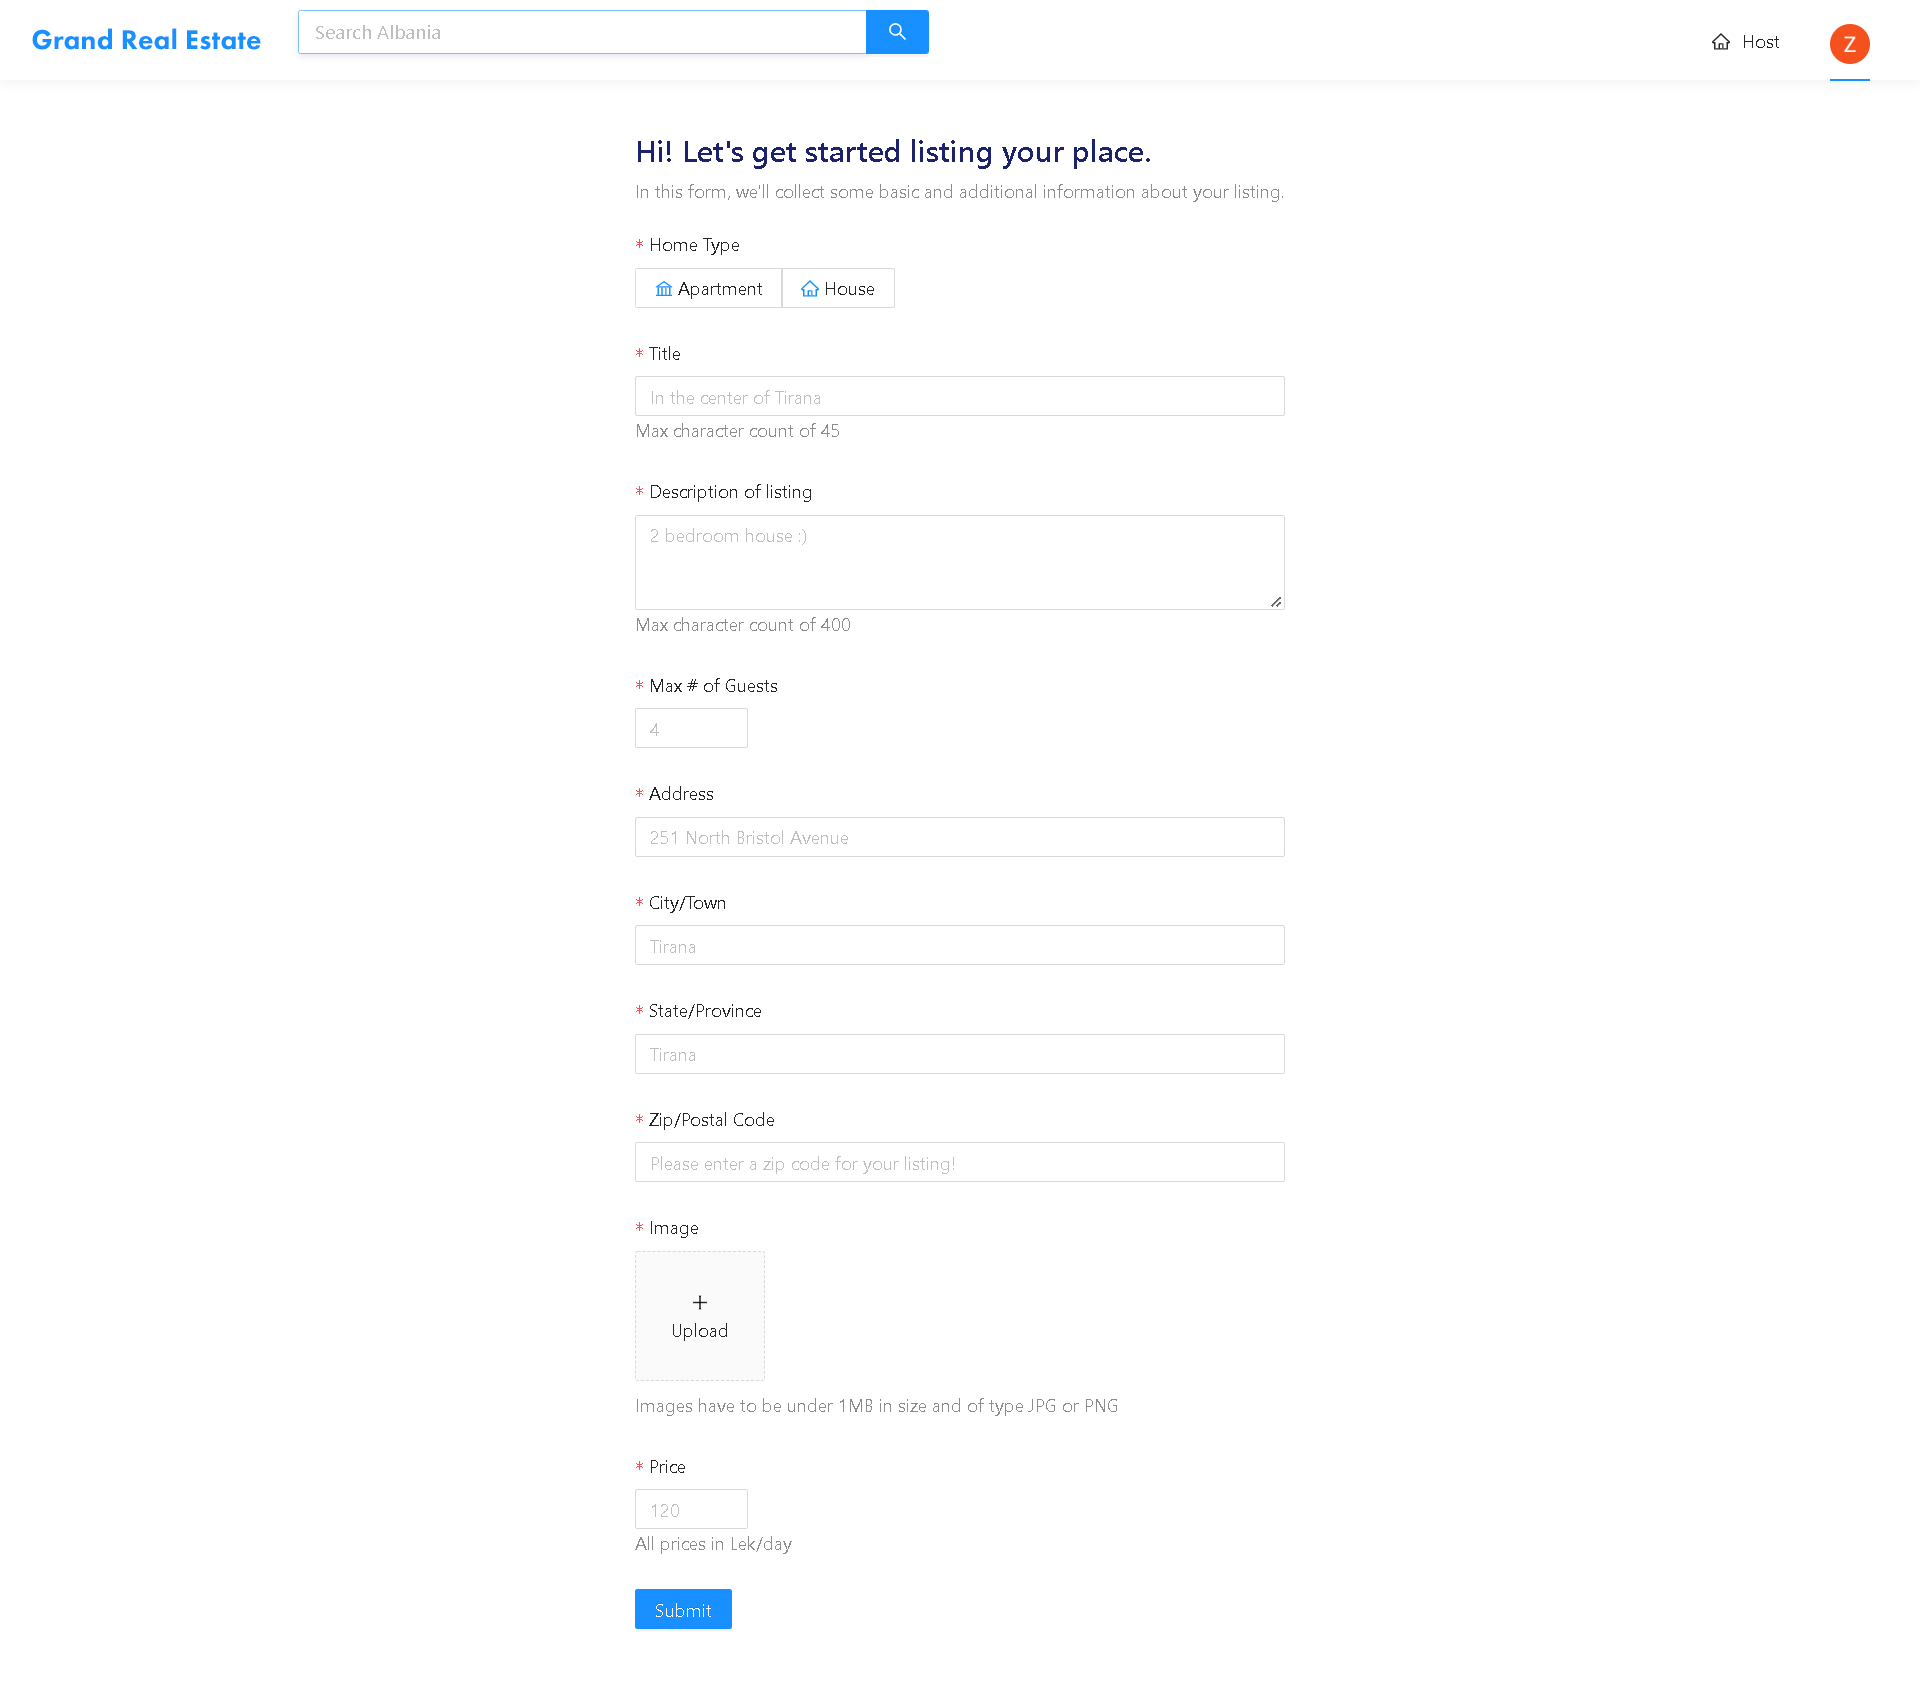 Grand Real Estate
Search Albania
Host
Z
Hi! Let's get started listing your place.
In this form, we'll collect some basic and additional information about your listing.
* Home Type
Apartment
House
* Title
In the center of Tirana
Max character count of 45
* Description of listing
2 bedroom house :)
Max character count of 400
* Max # of Guests
4
* Address
251 North Bristol Avenue
* City/Town
Tirana
* State/Province
Tirana
* Zip/Postal Code
Please enter a zip code for your listing!
* Image
+
Upload
Images have to be under 1MB in size and of type JPG or PNG
* Price
120
All prices in Lek/day
Submit